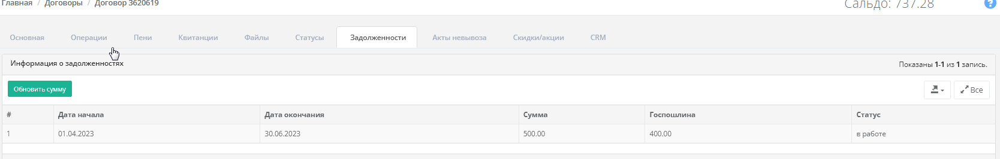 Главная / Договоры / Договор 3620619
Сальдо: 737.28
?
Основная Операции Пени Квитанции Файлы Статусы Задолженности Акты невывоза Скидки/акции CRM
Информация о задолженностях
Показаны 1-1 из 1 запись.
Обновить сумму
Все
# Дата начала Дата окончания Сумма Госпошлина Статус
1 01.04.2023 30.06.2023 500.00 400.00 в работе